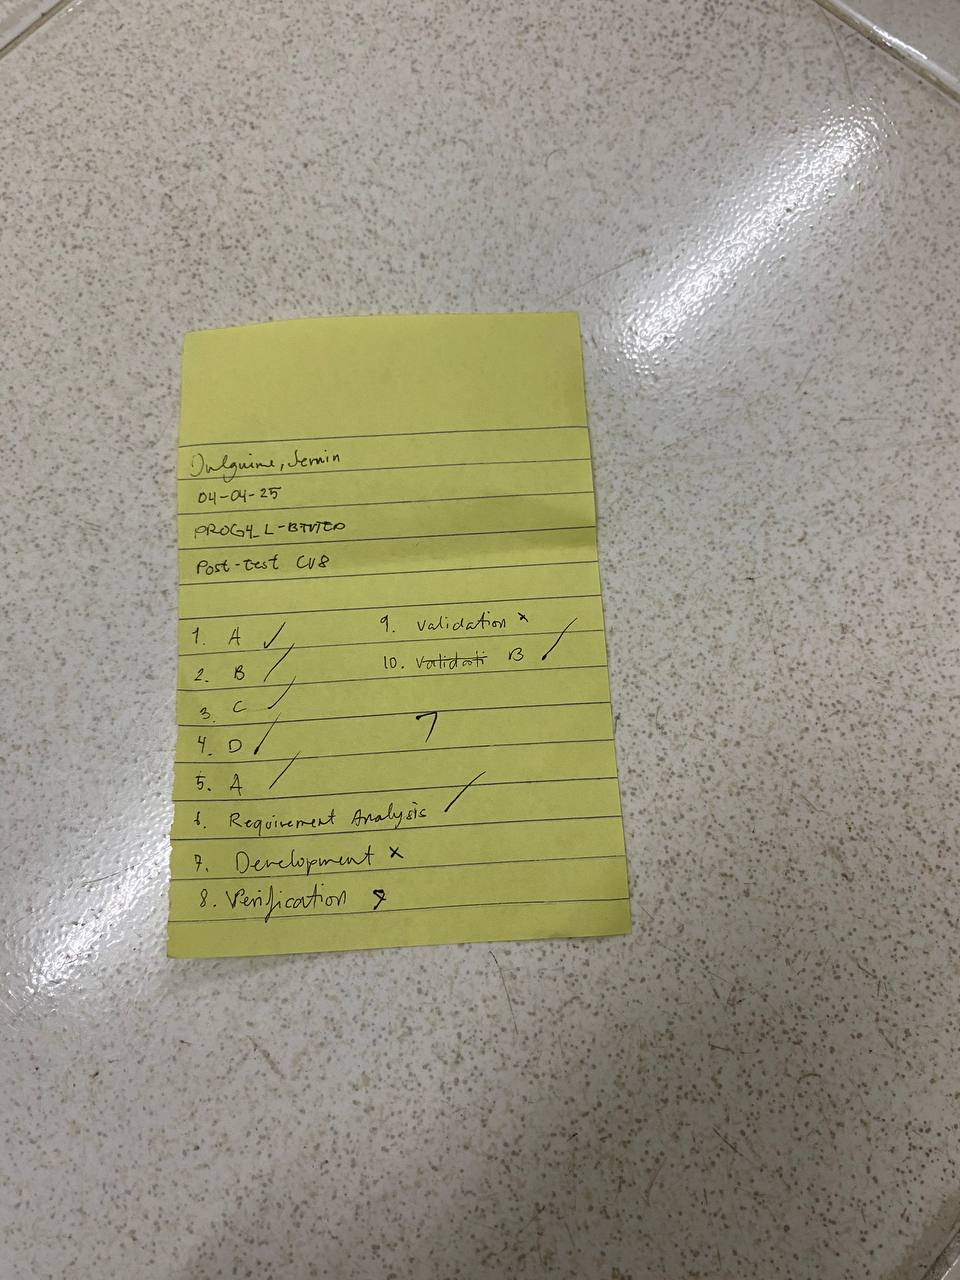 Dulguime, Jemin
04-04-25
PROG4_L-BTVTED
Post-test CU8
1. A ✓
2. B ✓
3. C ✓
4. D ✓
5. A ✓
6. Requirement Analysis ✓
7. Development ×
8. Verification ×
9. Validation ×
10. Validati B ✓
7